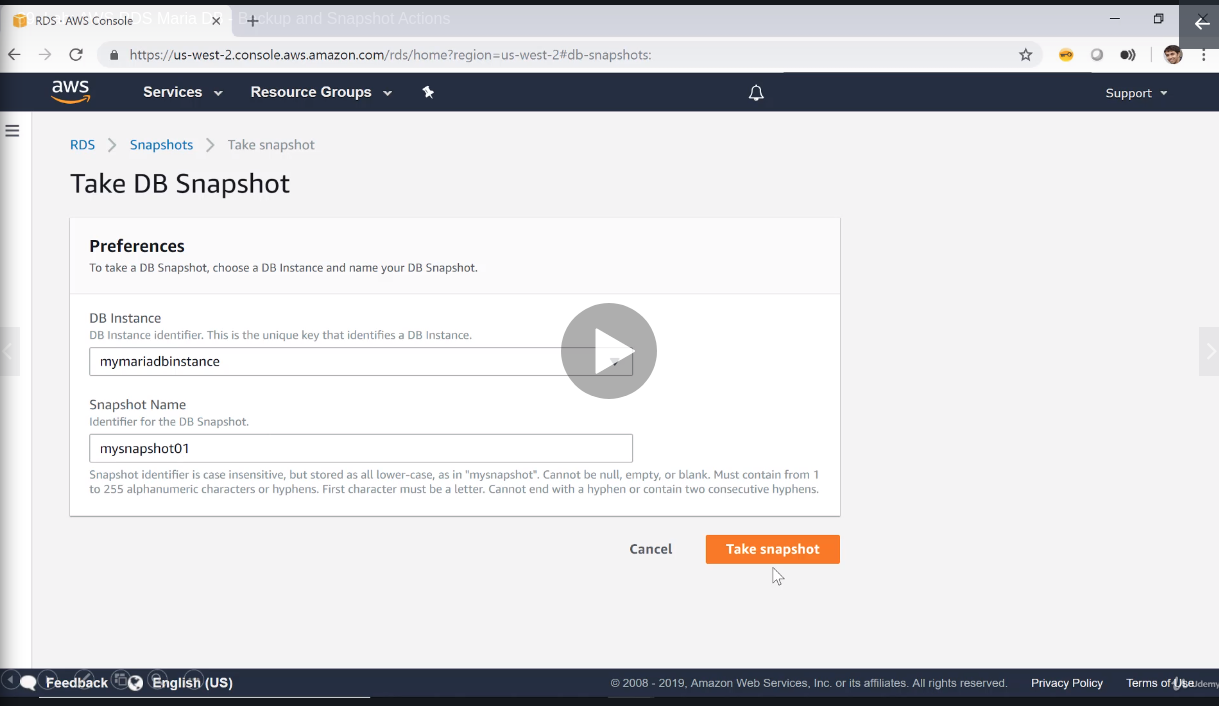 RDS · AWS Console
RDS Maria DB - Backup and Snapshot Actions
https://us-west-2.console.aws.amazon.com/rds/home?region=us-west-2#db-snapshots:
aws
Services
Resource Groups
Support
RDS
Snapshots
Take snapshot
Take DB Snapshot
Preferences
To take a DB Snapshot, choose a DB Instance and name your DB Snapshot.
DB Instance
DB Instance identifier. This is the unique key that identifies a DB Instance.
mymariadbinstance
Snapshot Name
Identifier for the DB Snapshot.
mysnapshot01
Snapshot identifier is case insensitive, but stored as all lower-case, as in "mysnapshot". Cannot be null, empty, or blank. Must contain from 1
to 255 alphanumeric characters or hyphens. First character must be a letter. Cannot end with a hyphen or contain two consecutive hyphens.
Cancel
Take snapshot
Feedback
English (US)
© 2008 - 2019, Amazon Web Services, Inc. or its affiliates. All rights reserved.
Privacy Policy
Terms of Use
Udemy